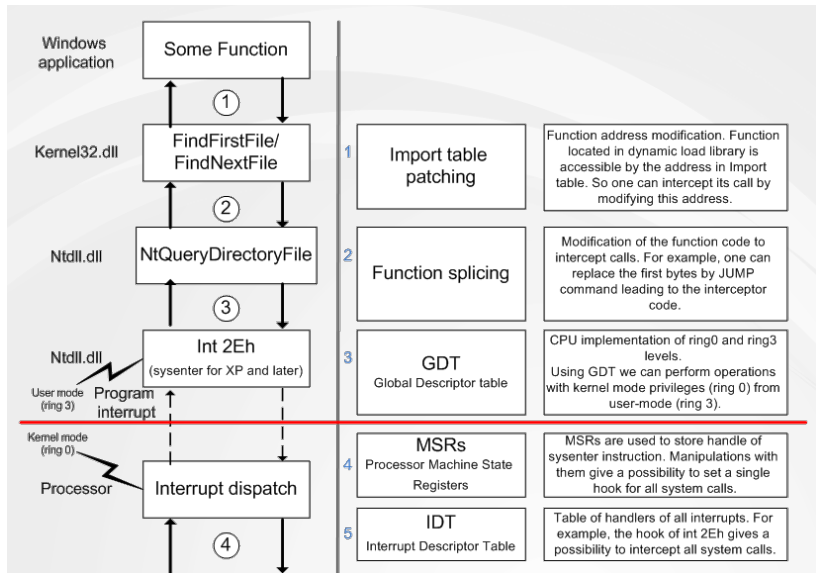 Windows
application
Some Function
1
Kernel32.dll
FindFirstFile/
FindNextFile
2
Ntdll.dll
NtQueryDirectoryFile
3
Ntdll.dll
Int 2Eh
(sysenter for XP and later)
User mode
(ring 3)
Program
interrupt
Kernel mode
(ring 0)
Processor
Interrupt dispatch
4
1
Import table
patching
Function address modification. Function
located in dynamic load library is
accessible by the address in Import
table. So one can intercept its call by
modifying this address.
2
Function splicing
Modification of the function code to
intercept calls. For example, one can
replace the first bytes by JUMP
command leading to the interceptor
code.
3
GDT
Global Descriptor table
CPU implementation of ring0 and ring3
levels.
Using GDT we can perform operations
with kernel mode privileges (ring 0) from
user-mode (ring 3).
4
MSRs
Processor Machine State
Registers
MSRs are used to store handle of
sysenter instruction. Manipulations with
them give a possibility to set a single
hook for all system calls.
5
IDT
Interrupt Descriptor Table
Table of handlers of all interrupts. For
example, the hook of int 2Eh gives a
possibility to intercept all system calls.